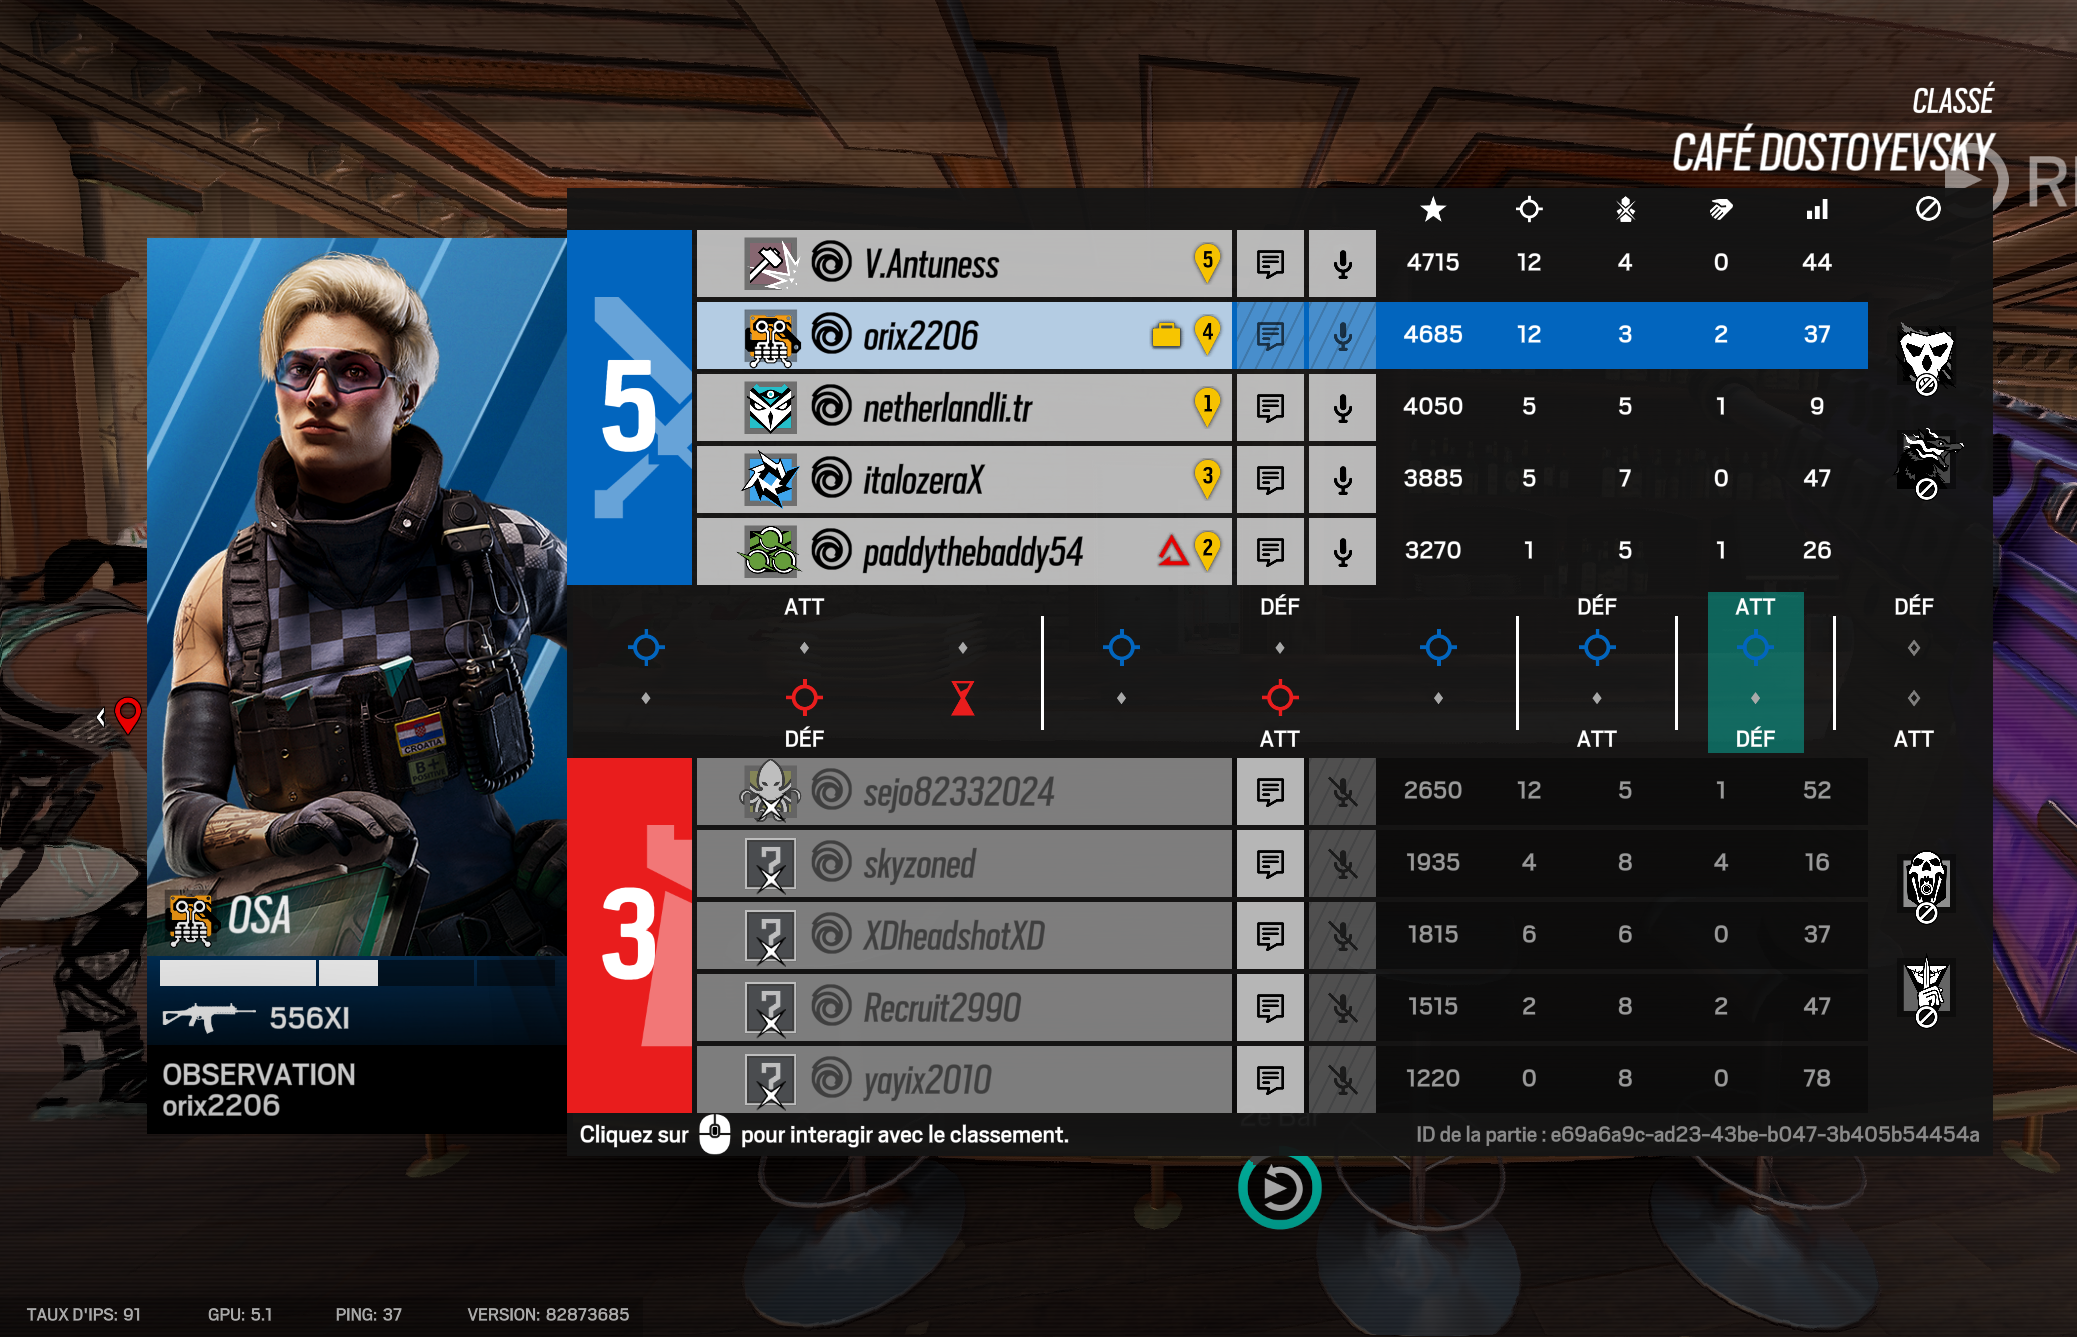 CLASSÉ
CAFÉ DOSTOYEVSKY
5
V.Antuness 5 4715 12 4 0 44
orix2206 4 4685 12 3 2 37
netherlandli.tr 1 4050 5 5 1 9
italozeraX 3 3885 5 7 0 47
paddythebaddy54 2 3270 1 5 1 26
ATT DÉF DÉF ATT DÉF
DÉF ATT ATT DÉF ATT
3
sejo82332024 2650 12 5 1 52
? skyzoned 1935 4 8 4 16
? XDheadshotXD 1815 6 6 0 37
? Recruit2990 1515 2 8 2 47
? yayix2010 1220 0 8 0 78
CROATIA
B+
POSITIVE
OSA
556XI
OBSERVATION
orix2206
Cliquez sur pour interagir avec le classement.
ID de la partie : e69a6a9c-ad23-43be-b047-3b405b54454a
TAUX D'IPS: 91 GPU: 5.1 PING: 37 VERSION: 82873685